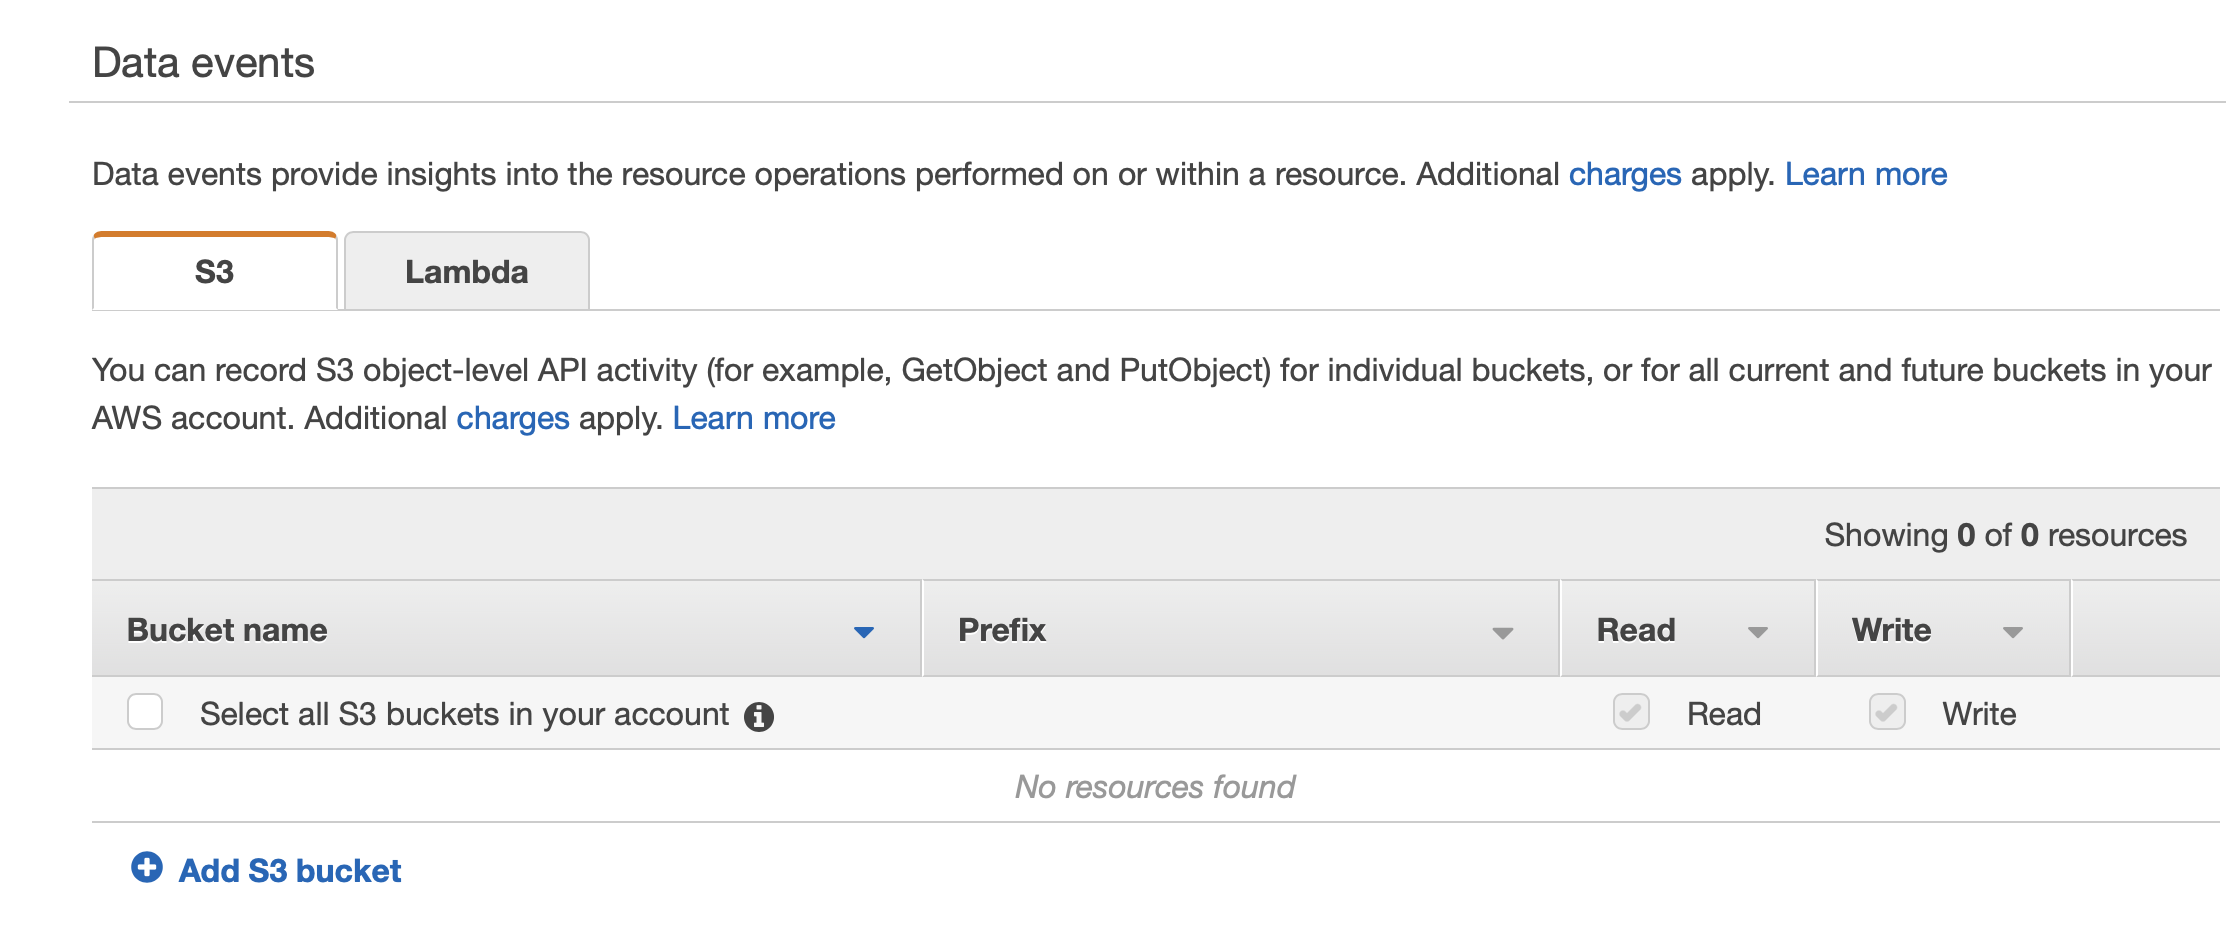 Data events
Data events provide insights into the resource operations performed on or within a resource. Additional charges apply. Learn more
S3 Lambda
You can record S3 object-level API activity (for example, GetObject and PutObject) for individual buckets, or for all current and future buckets in your
AWS account. Additional charges apply. Learn more
Showing 0 of 0 resources
Bucket name Prefix Read Write
Select all S3 buckets in your account Read Write
No resources found
Add S3 bucket